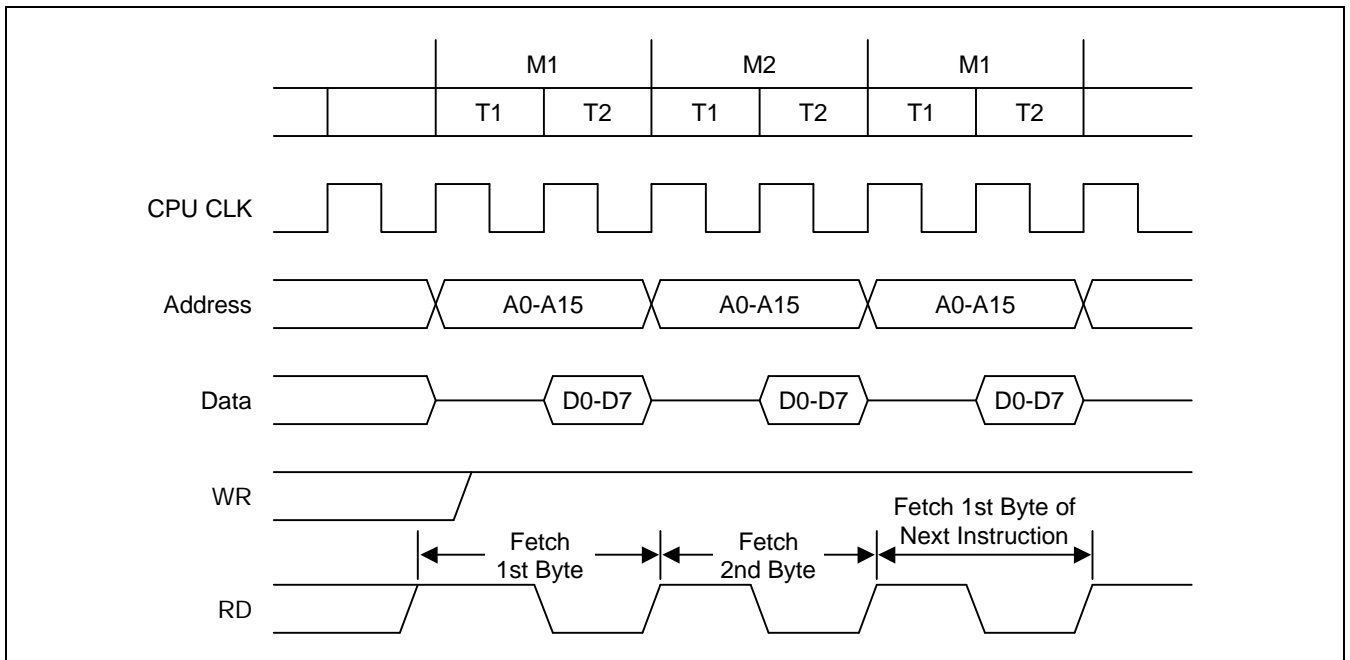 M1 M2 M1
T1 T2 T1 T2 T1 T2
CPU CLK
Address A0-A15 A0-A15 A0-A15
Data D0-D7 D0-D7 D0-D7
WR
Fetch 1st Byte of
Next Instruction
Fetch
1st Byte
Fetch
2nd Byte
RD